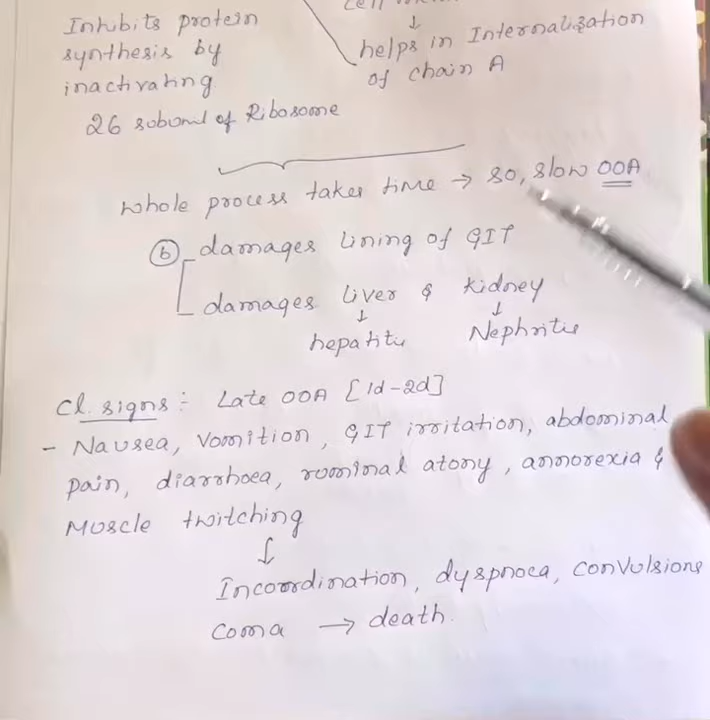 cell
Inhibits protein
synthesis by
inactivating
26 subunit of Ribosome
↓
helps in Internalization
of chain A
whole process takes time → so, slow OOA
(b) damages lining of GIT
damages liver & kidney
↓ ↓
hepatitis Nephritis
Cl. signs :- Late OOA [1d-2d]
- Nausea, vomition, GIT irritation, abdominal
pain, diarrhoea, ruminal atony, annorexia &
Muscle twitching
↓
Incoordination, dyspnoea, convulsions
coma → death.